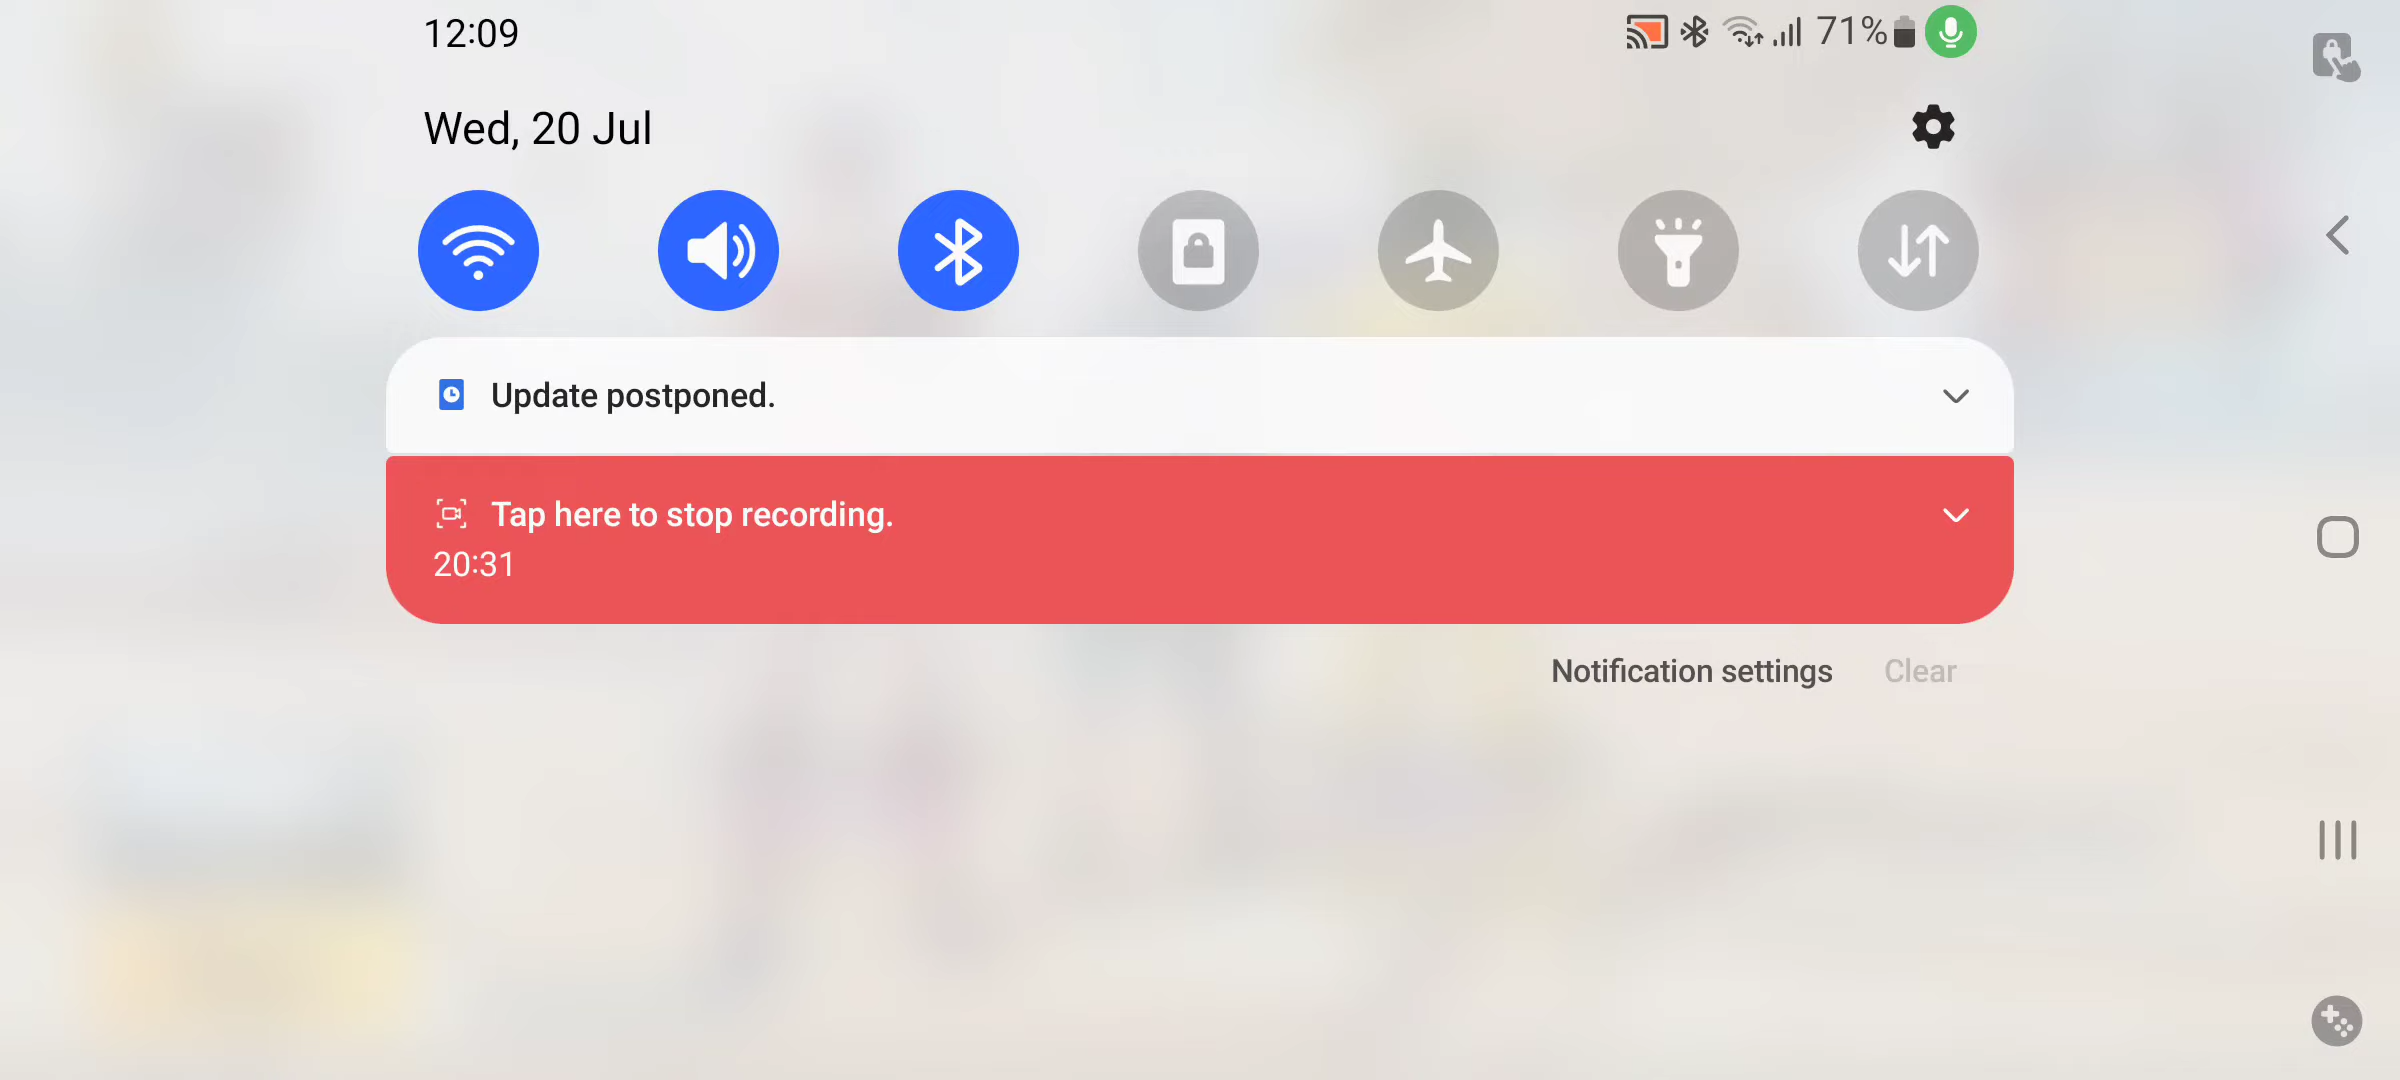 12:09
71%
Wed, 20 Jul
Update postponed.
Tap here to stop recording.
20:31
Notification settings
Clear